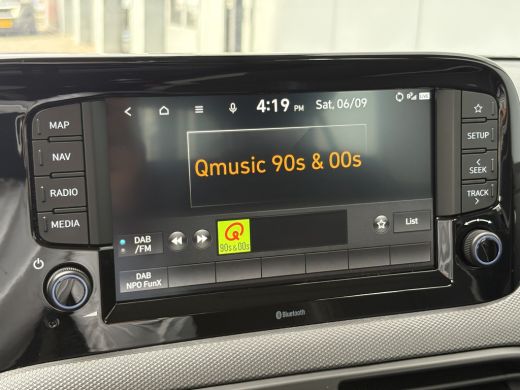 4:19 PM Sat, 06/09
MAP
NAV
RADIO
MEDIA
Qmusic 90s & 00s
SETUP
< SEEK
TRACK >
DAB
/FM
90s&00s
List
DAB
NPO FunX
Bluetooth